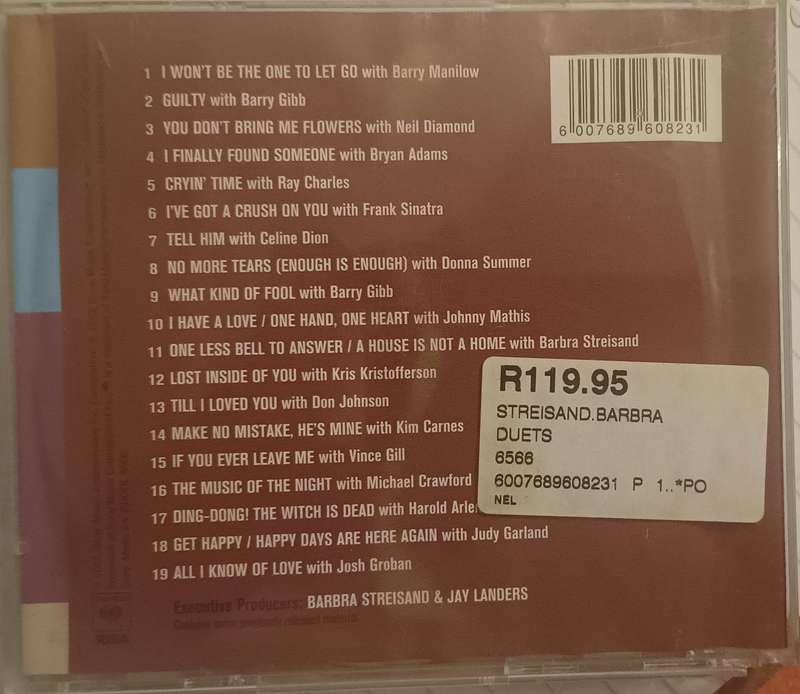 1 I WON'T BE THE ONE TO LET GO with Barry Manilow
2 GUILTY with Barry Gibb
3 YOU DON'T BRING ME FLOWERS with Neil Diamond
4 I FINALLY FOUND SOMEONE with Bryan Adams
5 CRYIN' TIME with Ray Charles
6 I'VE GOT A CRUSH ON YOU with Frank Sinatra
7 TELL HIM with Celine Dion
8 NO MORE TEARS (ENOUGH IS ENOUGH) with Donna Summer
9 WHAT KIND OF FOOL with Barry Gibb
10 I HAVE A LOVE / ONE HAND, ONE HEART with Johnny Mathis
11 ONE LESS BELL TO ANSWER / A HOUSE IS NOT A HOME with Barbra Streisand
12 LOST INSIDE OF YOU with Kris Kristofferson
13 TILL I LOVED YOU with Don Johnson
14 MAKE NO MISTAKE, HE'S MINE with Kim Carnes
15 IF YOU EVER LEAVE ME with Vince Gill
16 THE MUSIC OF THE NIGHT with Michael Crawford
17 DING-DONG! THE WITCH IS DEAD with Harold Arle
18 GET HAPPY / HAPPY DAYS ARE HERE AGAIN with Judy Garland
19 ALL I KNOW OF LOVE with Josh Groban
Executive Producers: BARBRA STREISAND & JAY LANDERS
6 007689 608231
R119.95
STREISAND.BARBRA
DUETS
6566
6007689608231 P 1..*PO
NEL